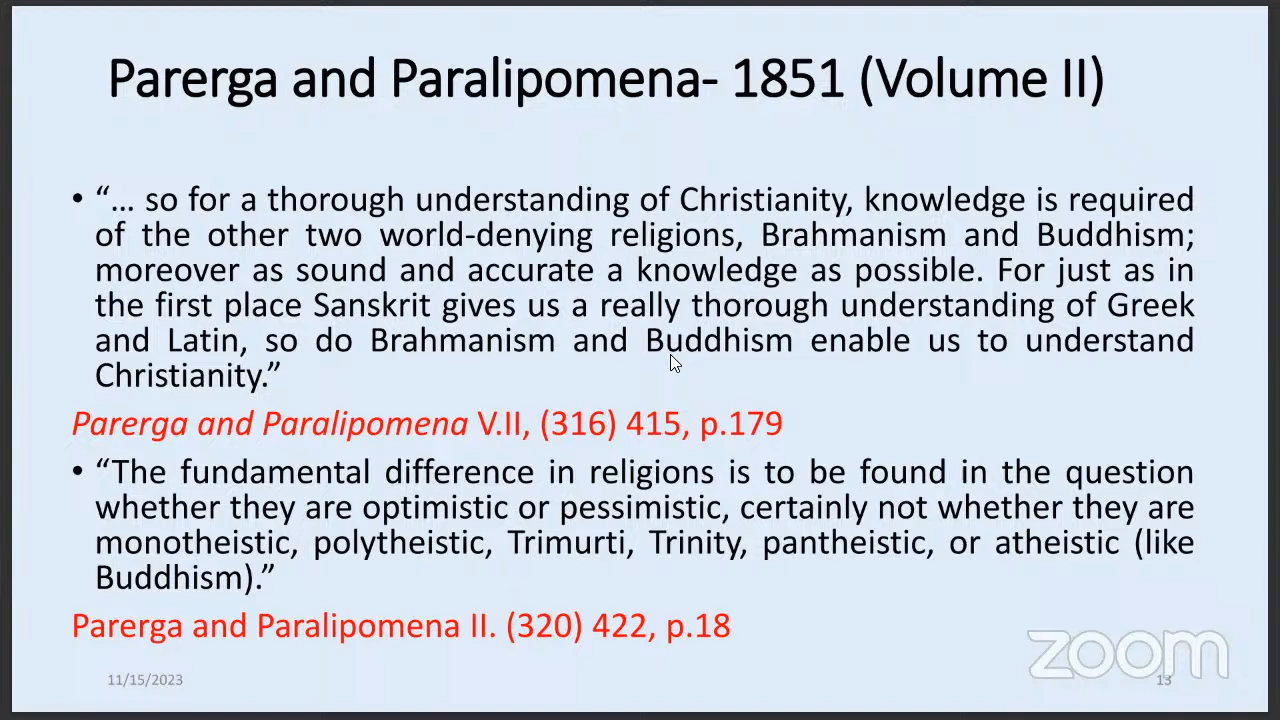 Parerga and Paralipomena- 1851 (Volume II)
• “… so for a thorough understanding of Christianity, knowledge is required
of the other two world-denying religions, Brahmanism and Buddhism;
moreover as sound and accurate a knowledge as possible. For just as in
the first place Sanskrit gives us a really thorough understanding of Greek
and Latin, so do Brahmanism and Buddhism enable us to understand
Christianity.”
Parerga and Paralipomena V.II, (316) 415, p.179
• “The fundamental difference in religions is to be found in the question
whether they are optimistic or pessimistic, certainly not whether they are
monotheistic, polytheistic, Trimurti, Trinity, pantheistic, or atheistic (like
Buddhism).”
Parerga and Paralipomena II. (320) 422, p.18
zoom
11/15/2023
13